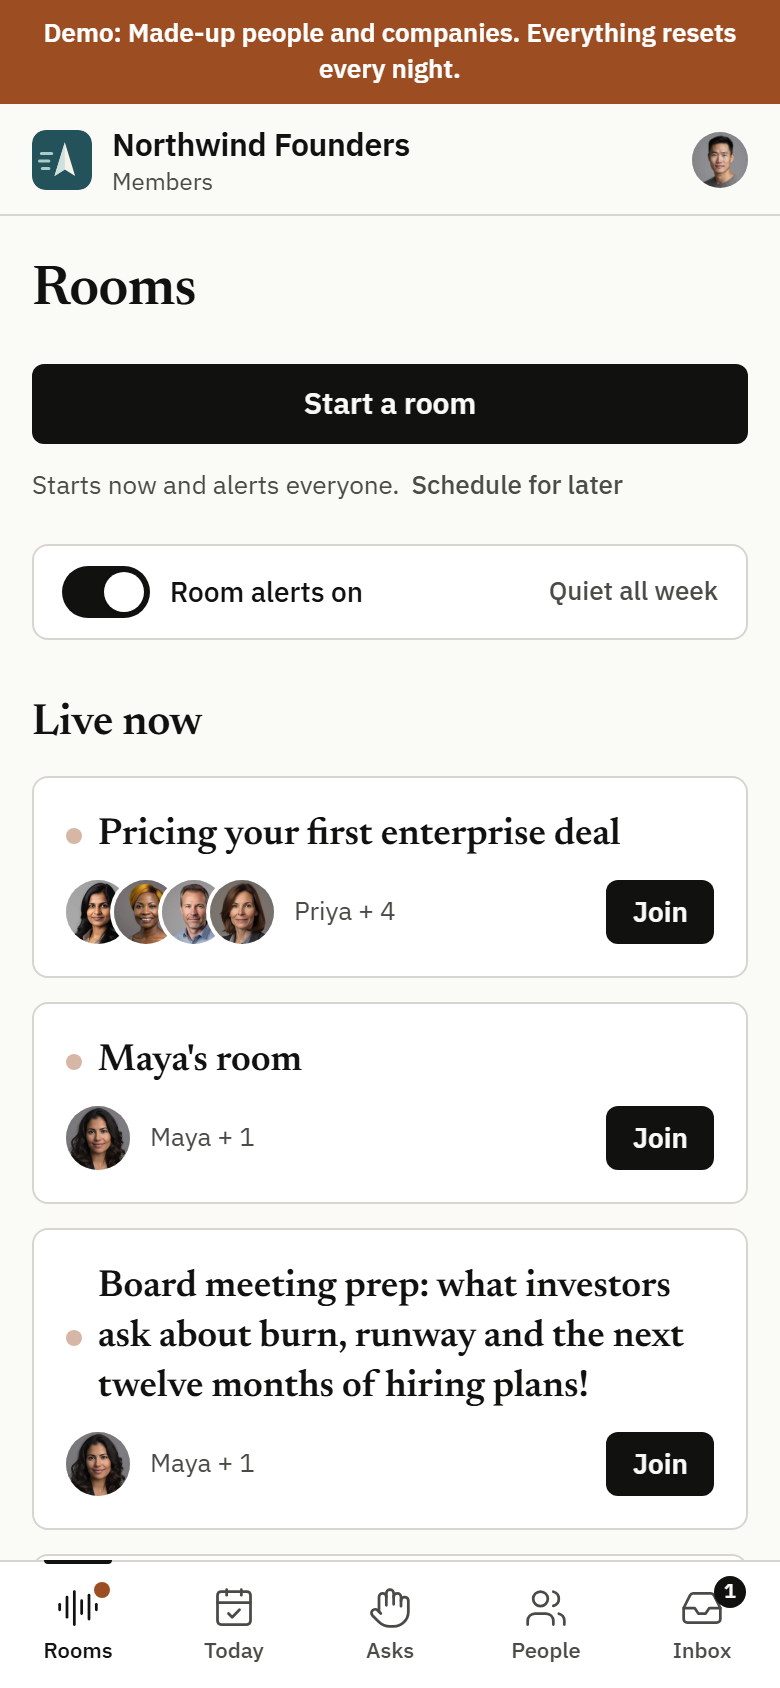 Demo: Made-up people and companies. Everything resets
every night.
Northwind Founders
Members
Rooms
Start a room
Starts now and alerts everyone. Schedule for later
Room alerts on
Quiet all week
Live now
Pricing your first enterprise deal
Priya + 4
Join
Maya's room
Maya + 1
Join
Board meeting prep: what investors
ask about burn, runway and the next
twelve months of hiring plans!
Maya + 1
Join
1
Rooms
Today
Asks
People
Inbox